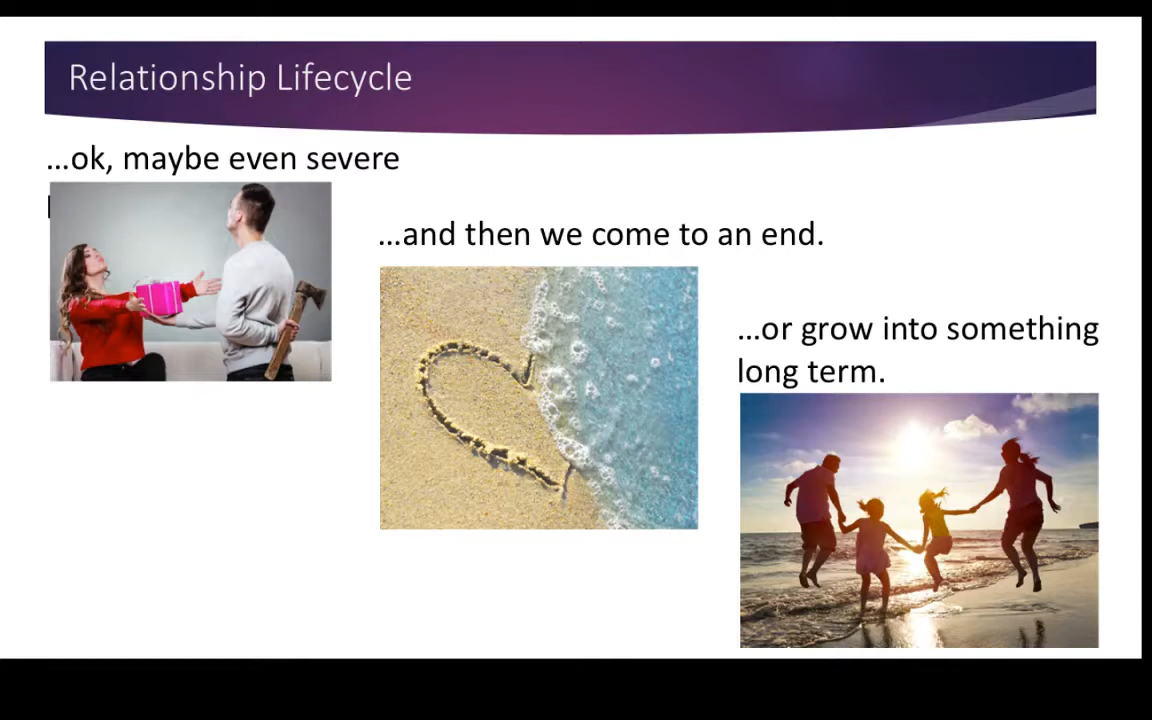 Relationship Lifecycle
…ok, maybe even severe
…and then we come to an end.
…or grow into something
long term.